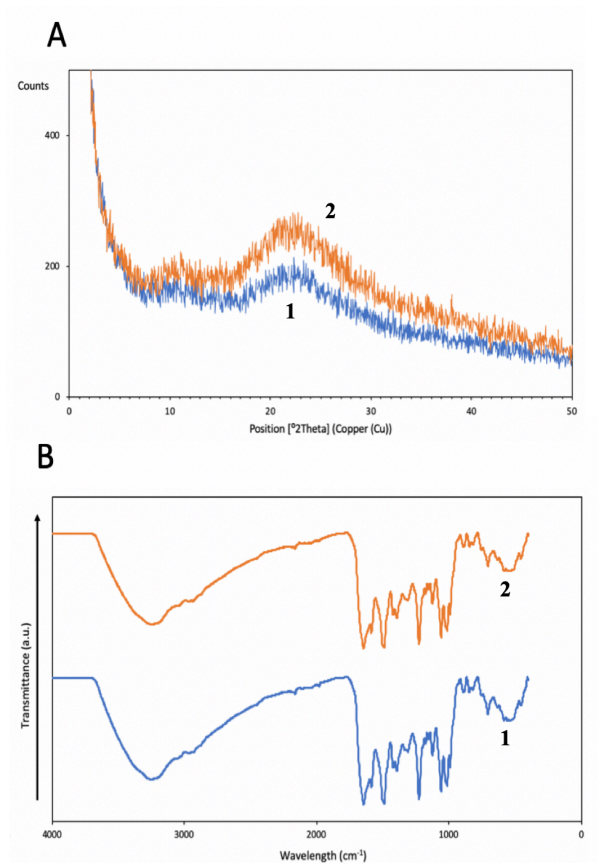 A
Counts
400
200
0
2
1
0 10 20 30 40 50
Position [°2Theta] (Copper (Cu))
B
Transmittance (a.u.)
2
1
4000 3000 2000 1000 0
Wavelength (cm⁻¹)